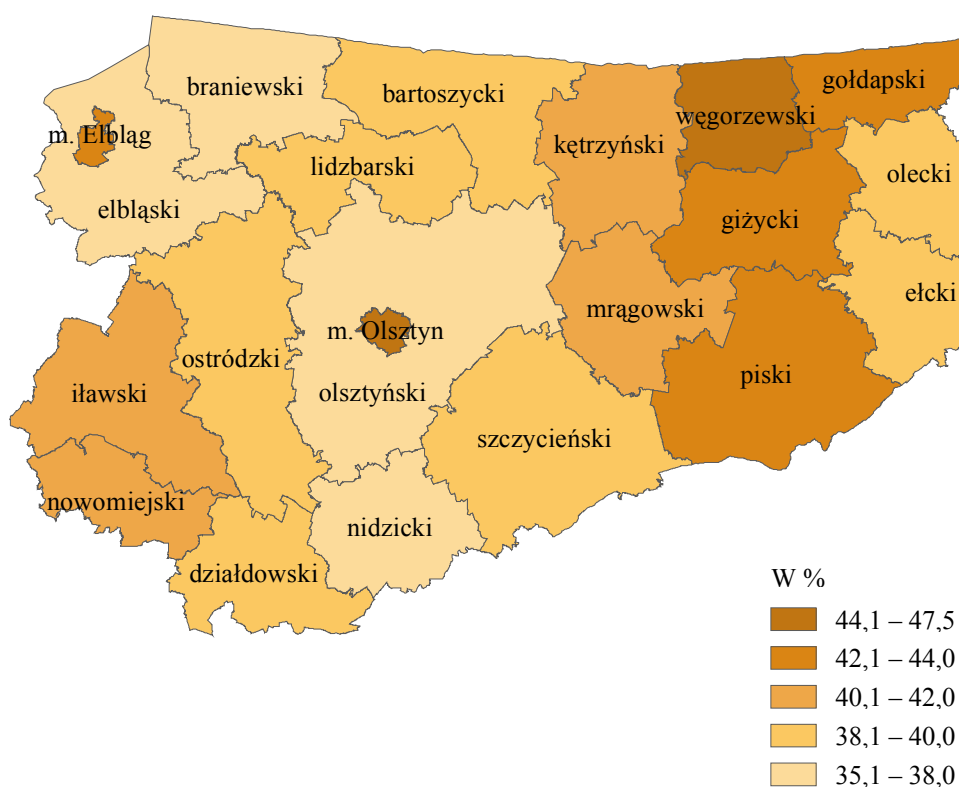 gołdapski
braniewski
bartoszycki
węgorzewski
m. Elbląg
kętrzyński
lidzbarski
olecki
elbląski
giżycki
ełcki
mrągowski
m. Olsztyn
ostródzki
piski
olsztyński
iławski
szczycieński
nowomiejski
nidzicki
działdowski
W %
44,1 – 47,5
42,1 – 44,0
40,1 – 42,0
38,1 – 40,0
35,1 – 38,0